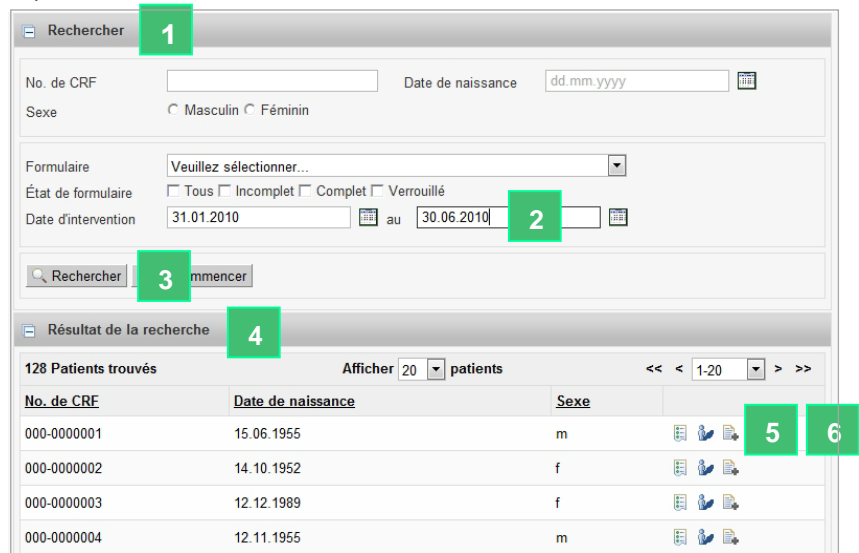 Rechercher 1
No. de CRF Date de naissance dd.mm.yyyy
Sexe Masculin Féminin
Formulaire Veuillez sélectionner...
État de formulaire Tous Incomplet Complet Verrouillé
Date d'intervention 31.01.2010 au 30.06.2010 2
Rechercher 3 mmencer
Résultat de la recherche 4
128 Patients trouvés Afficher 20 patients << < 1-20 > >>
No. de CRF Date de naissance Sexe
000-0000001 15.06.1955 m 5 6
000-0000002 14.10.1952 f
000-0000003 12.12.1989 f
000-0000004 12.11.1955 m